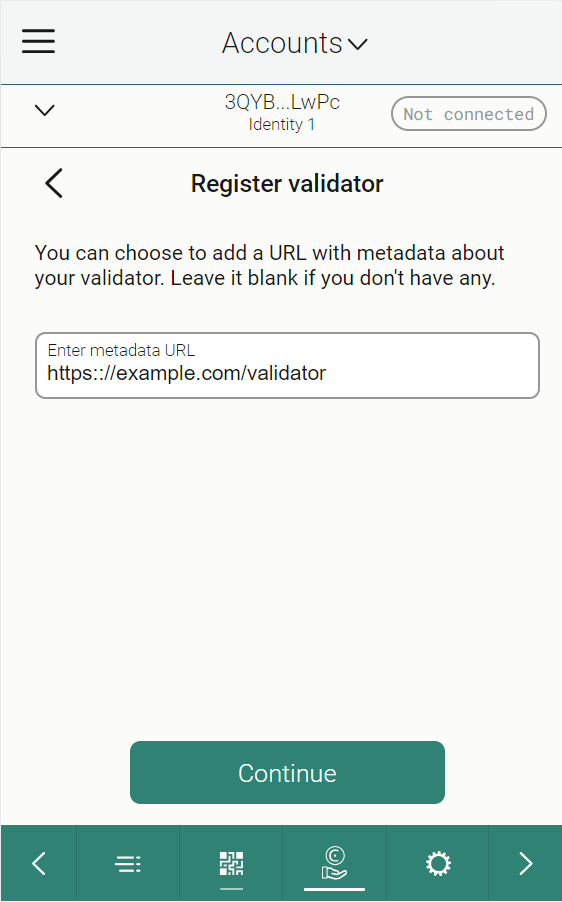 Accounts
3QYB...LwPc
Identity 1
Not connected
Register validator
You can choose to add a URL with metadata about
your validator. Leave it blank if you don't have any.
Enter metadata URL
https:://example.com/validator
Continue